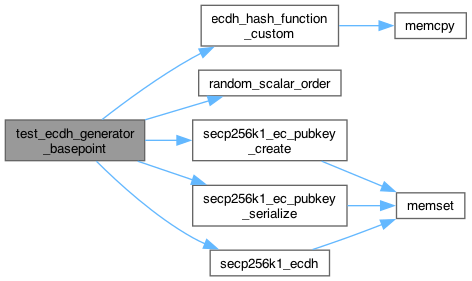 ecdh_hash_function
_custom
memcpy
random_scalar_order
test_ecdh_generator
_basepoint
secp256k1_ec_pubkey
_create
secp256k1_ec_pubkey
_serialize
memset
secp256k1_ecdh